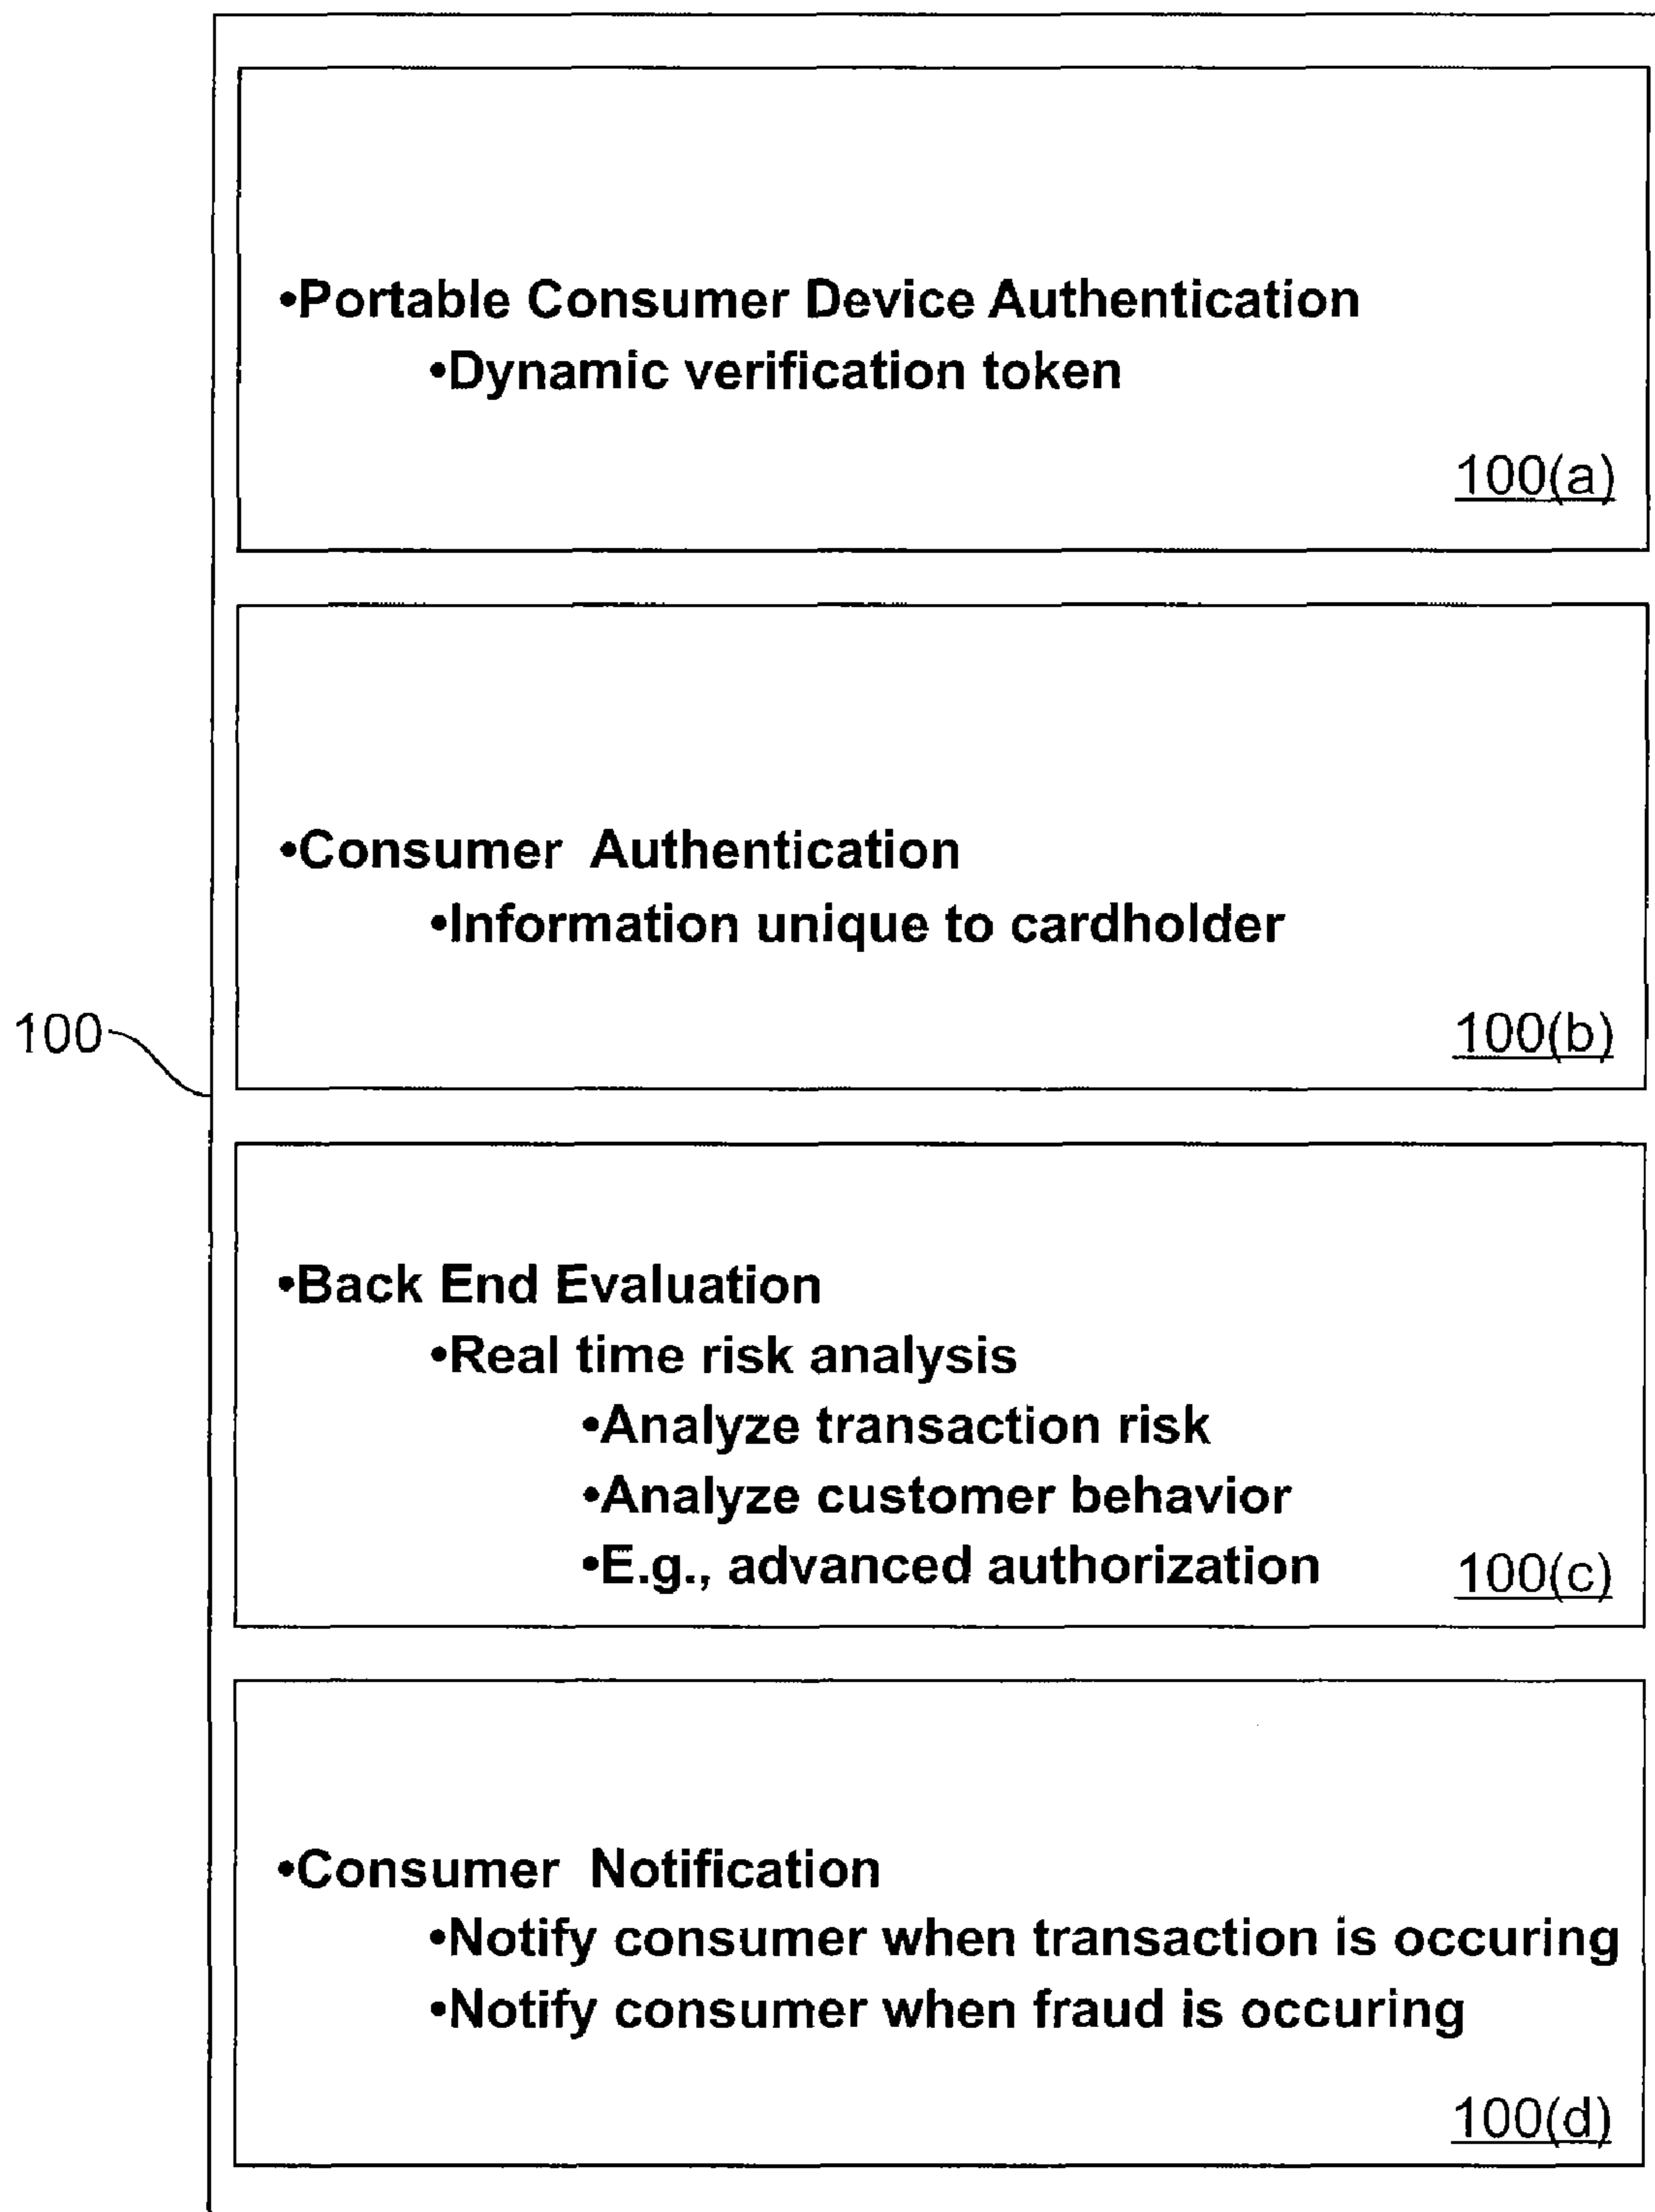 •Portable Consumer Device Authentication
•Dynamic verification token
100(a)
•Consumer Authentication
•Information unique to cardholder
100
100(b)
•Back End Evaluation
•Real time risk analysis
•Analyze transaction risk
•Analyze customer behavior
•E.g., advanced authorization 100(c)
•Consumer Notification
•Notify consumer when transaction is occuring
•Notify consumer when fraud is occuring
100(d)